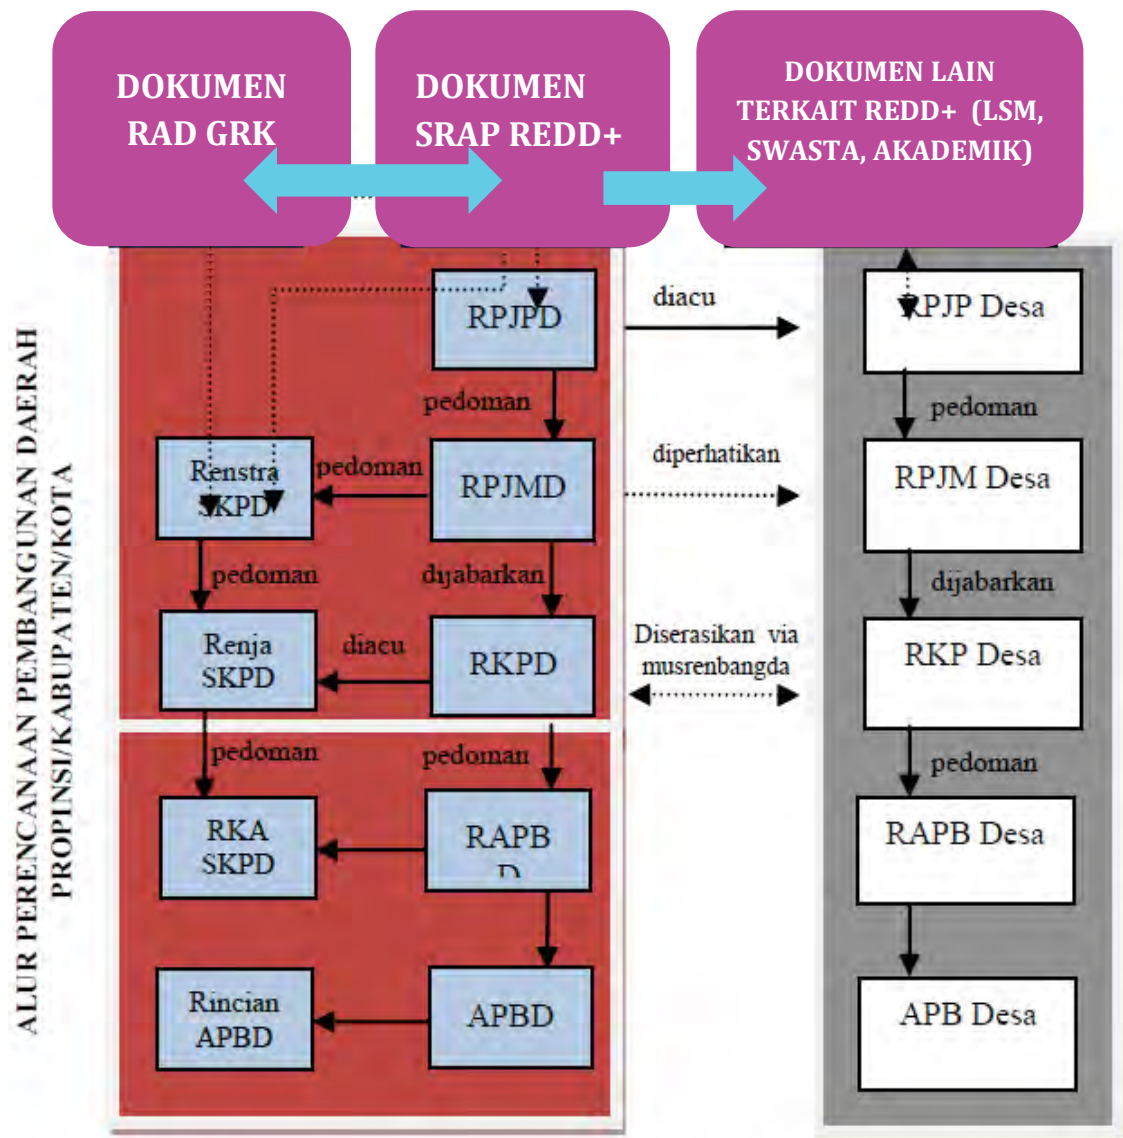 DOKUMEN
RAD GRK
DOKUMEN
SRAP REDD+
DOKUMEN LAIN
TERKAIT REDD+ (LSM,
SWASTA, AKADEMIK)
ALUR PERENCANAAN PEMBANGUNAN DAERAH
PROPINSI/KABUPATEN/KOTA
RPJPD
diacu
RPJP Desa
pedoman
pedoman
Renstra
SKPD
pedoman
RPJMD
diperhatikan
RPJM Desa
pedoman
dijabarkan
dijabarkan
Renja
SKPD
diacu
RKPD
Diserasikan via
musrenbangda
RKP Desa
pedoman
pedoman
pedoman
RKA
SKPD
RAPB
D
RAPB Desa
Rincian
APBD
APBD
APB Desa